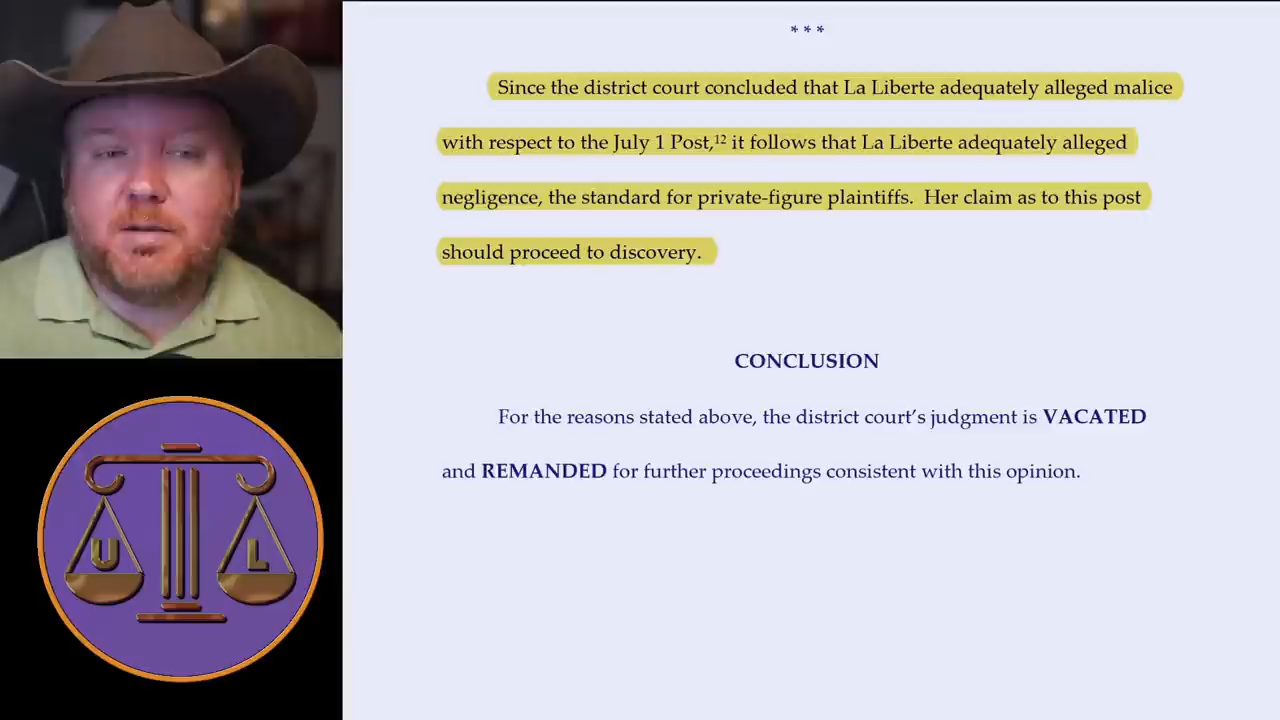 * * *
Since the district court concluded that La Liberte adequately alleged malice
with respect to the July 1 Post,¹² it follows that La Liberte adequately alleged
negligence, the standard for private-figure plaintiffs.  Her claim as to this post
should proceed to discovery.
CONCLUSION
For the reasons stated above, the district court’s judgment is VACATED
and REMANDED for further proceedings consistent with this opinion.
U L